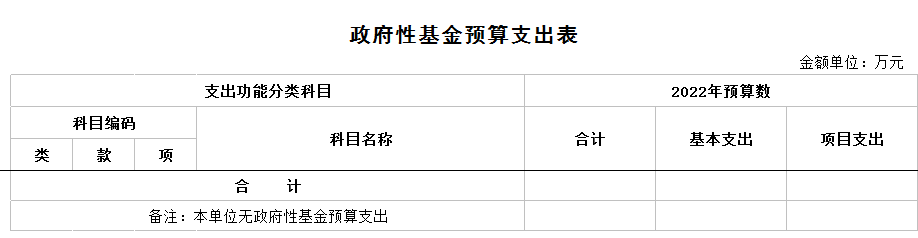 政府性基金预算支出表
金额单位：万元
支出功能分类科目 2022年预算数
科目编码 科目名称 合计 基本支出 项目支出
类 款 项
合 计
备注：本单位无政府性基金预算支出